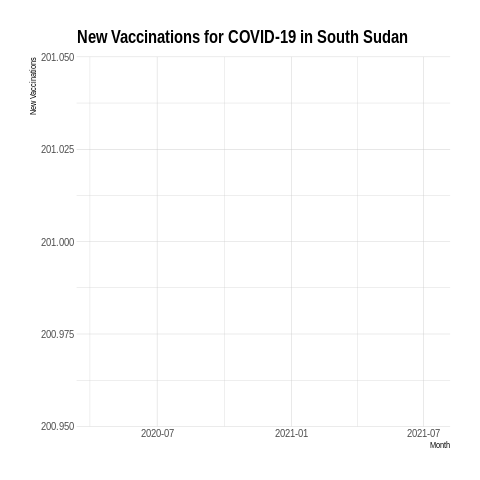 New Vaccinations for COVID-19 in South Sudan
New Vaccinations
201.050
201.025
201.000
200.975
200.950
2020-07
2021-01
2021-07
Month